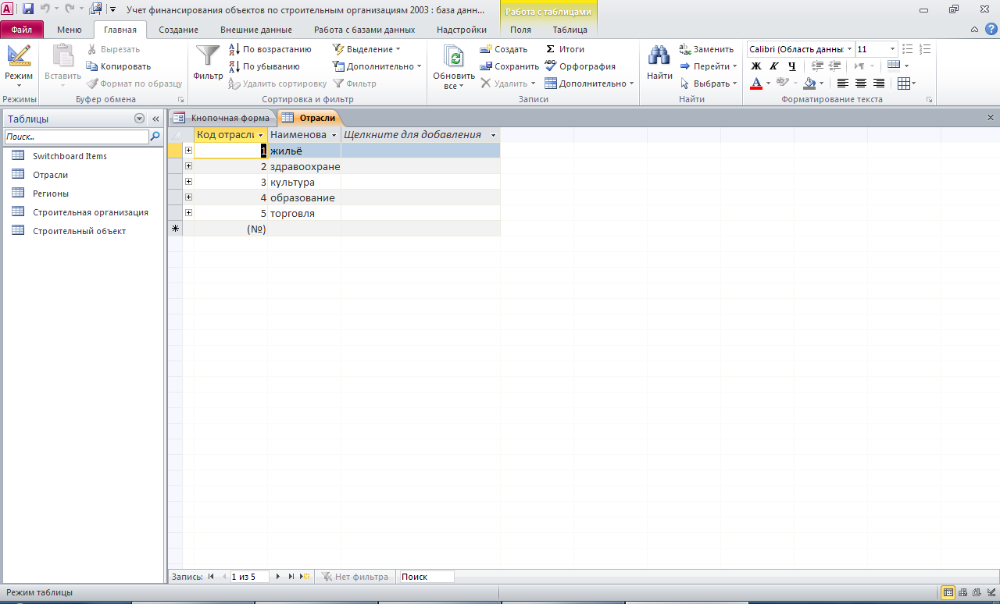 Учет финансирования объектов по строительным организациям 2003 : база данн...
Работа с таблицами
Файл Меню Главная Создание Внешние данные Работа с базами данных Надстройки Поля Таблица
Режим
Режимы
Вставить
Вырезать
Копировать
Формат по образцу
Буфер обмена
Фильтр
По возрастанию
По убыванию
Удалить сортировку
Выделение
Дополнительно
Фильтр
Сортировка и фильтр
Обновить
все
Создать
Сохранить
Удалить
Итоги
Орфография
Дополнительно
Записи
Найти
Заменить
Перейти
Выбрать
Найти
Calibri (Область данны: 11
Ж К Ч
Форматирование текста
Таблицы
Поиск...
Switchboard Items
Отрасли
Регионы
Строительная организация
Строительный объект
Кнопочная форма Отрасли
Код отрасли Наименова Щелкните для добавления
1 жильё
2 здравоохране
3 культура
4 образование
5 торговля
(№)
Запись: 1 из 5 Нет фильтра Поиск
Режим таблицы